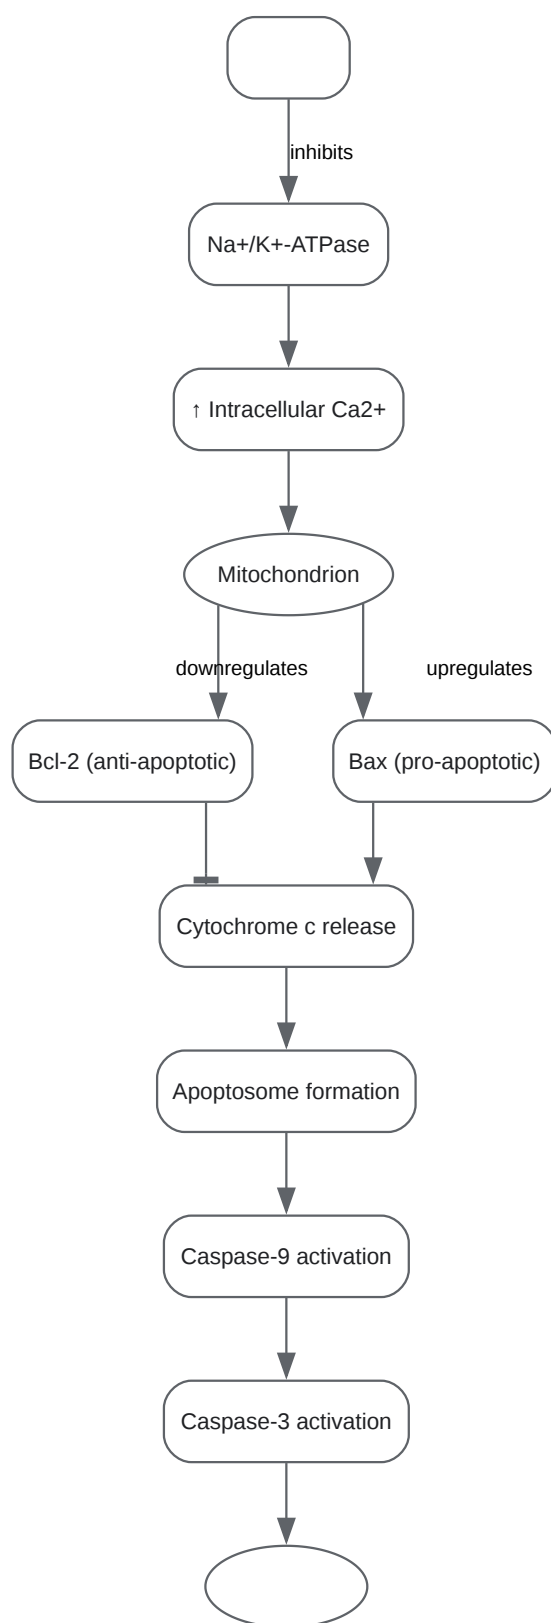 inhibits
Na+/K+-ATPase
↑ Intracellular Ca2+
Mitochondrion
downregulates
upregulates
Bcl-2 (anti-apoptotic)
Bax (pro-apoptotic)
Cytochrome c release
Apoptosome formation
Caspase-9 activation
Caspase-3 activation